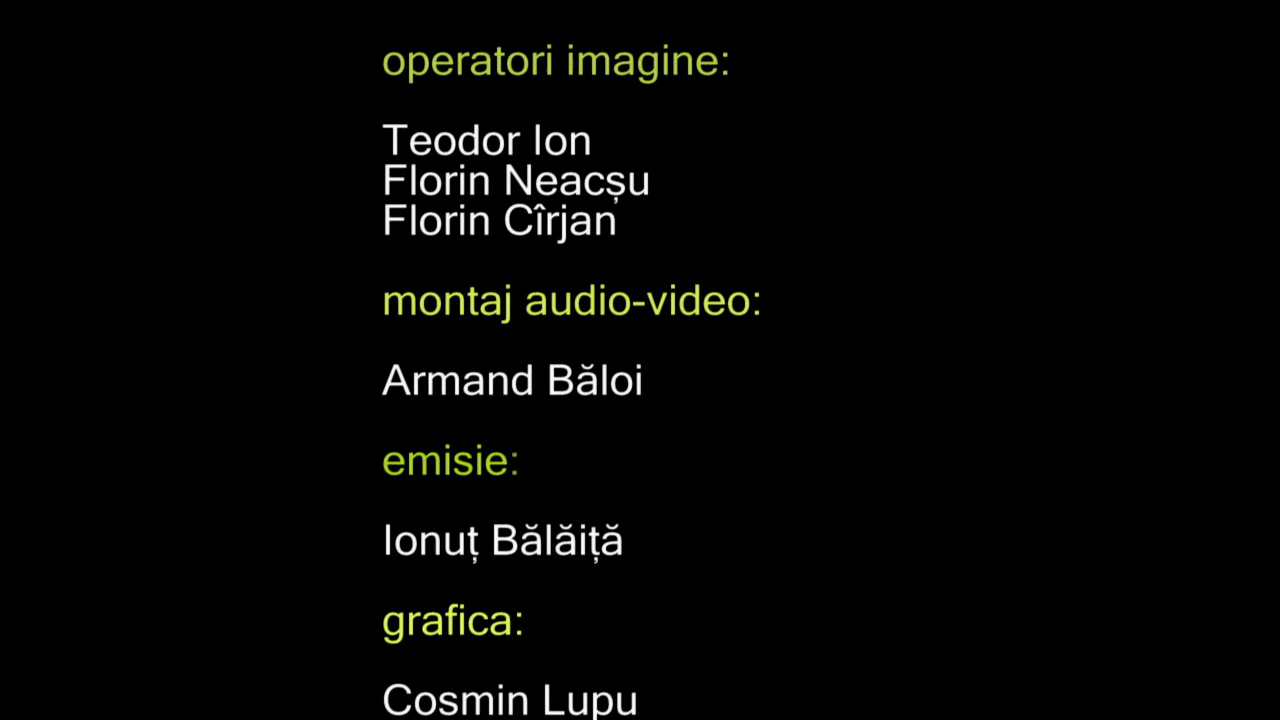 operatori imagine:
Teodor Ion
Florin Neacșu
Florin Cîrjan
montaj audio-video:
Armand Băloi
emisie:
Ionuț Bălăiță
grafica:
Cosmin Lupu